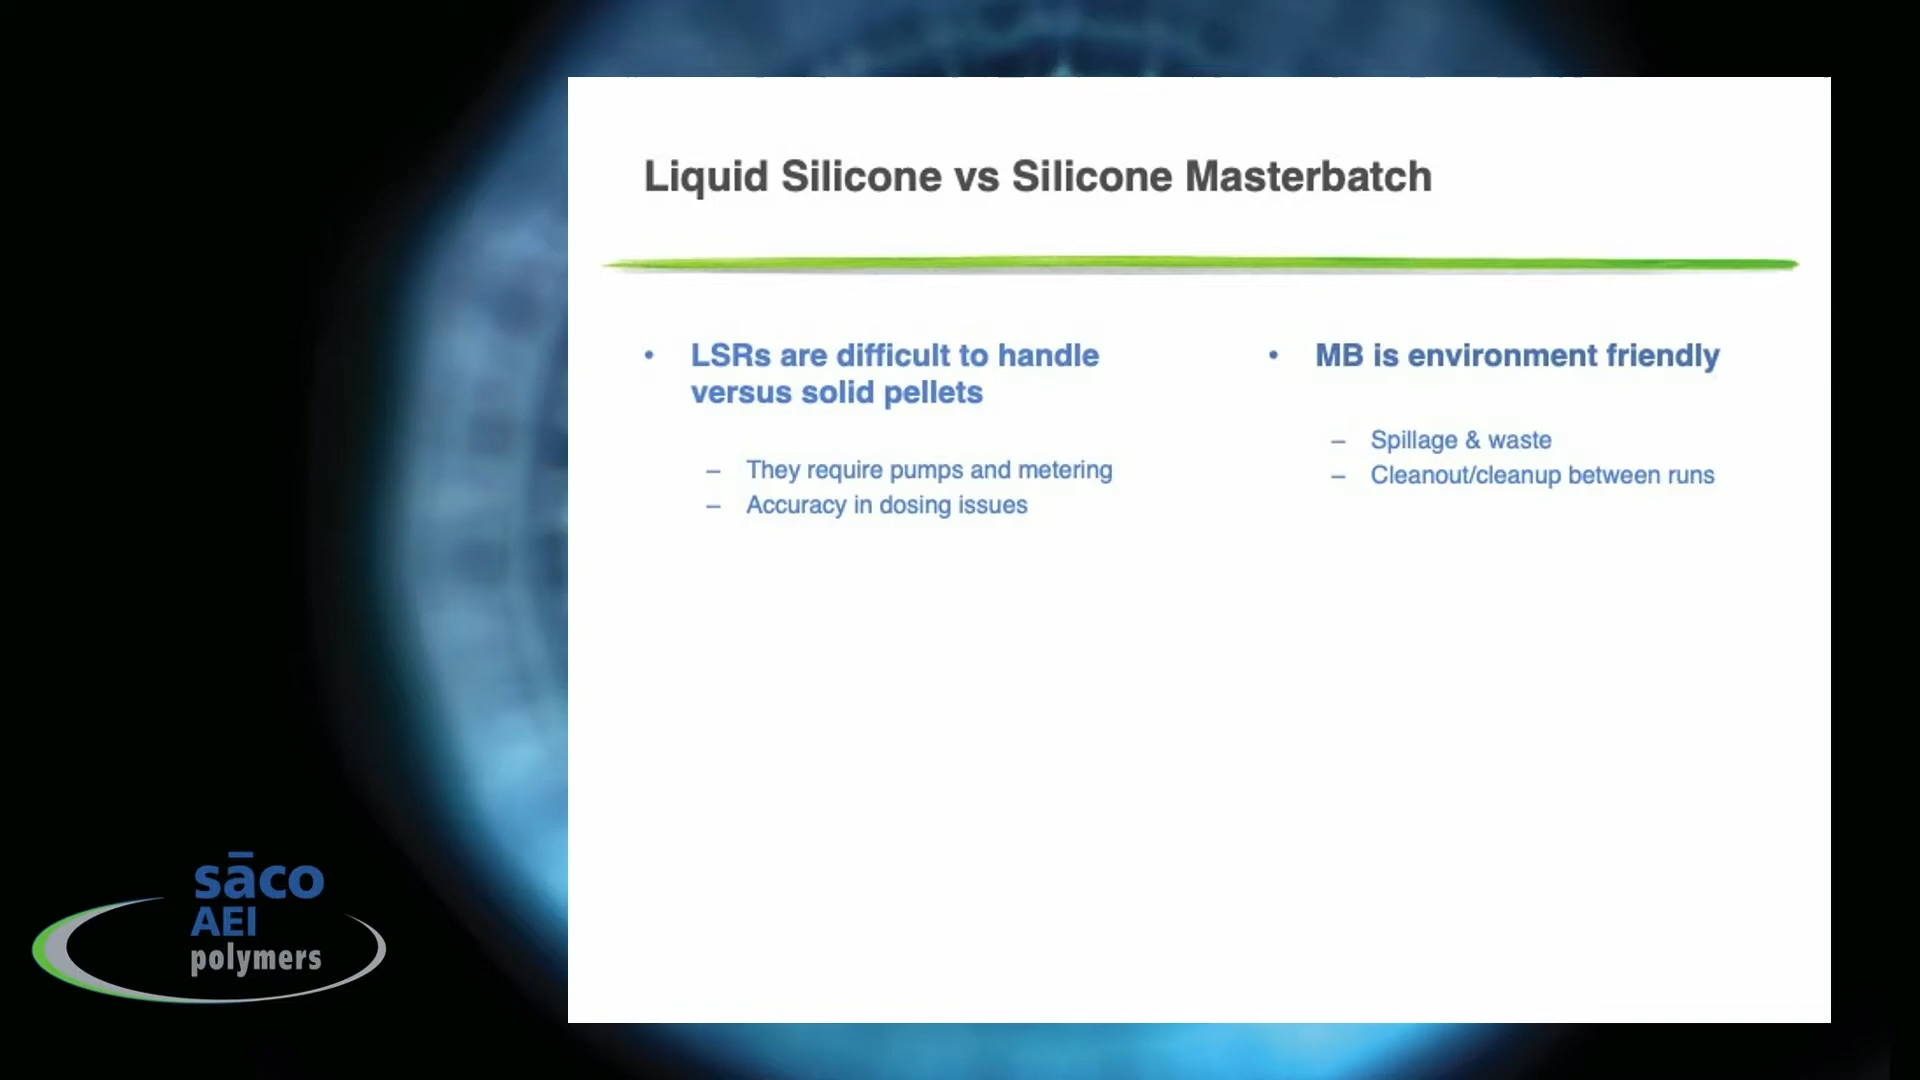 Liquid Silicone vs Silicone Masterbatch
• LSRs are difficult to handle
versus solid pellets
– They require pumps and metering
– Accuracy in dosing issues
• MB is environment friendly
– Spillage & waste
– Cleanout/cleanup between runs
sāco
AEI
polymers